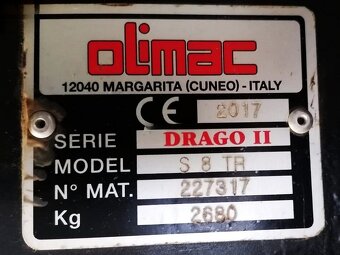 olimac
12040 MARGARITA (CUNEO) - ITALY
CE 2017
SERIE DRAGO II
MODEL S 8 TR
N° MAT. 227317
Kg 2680